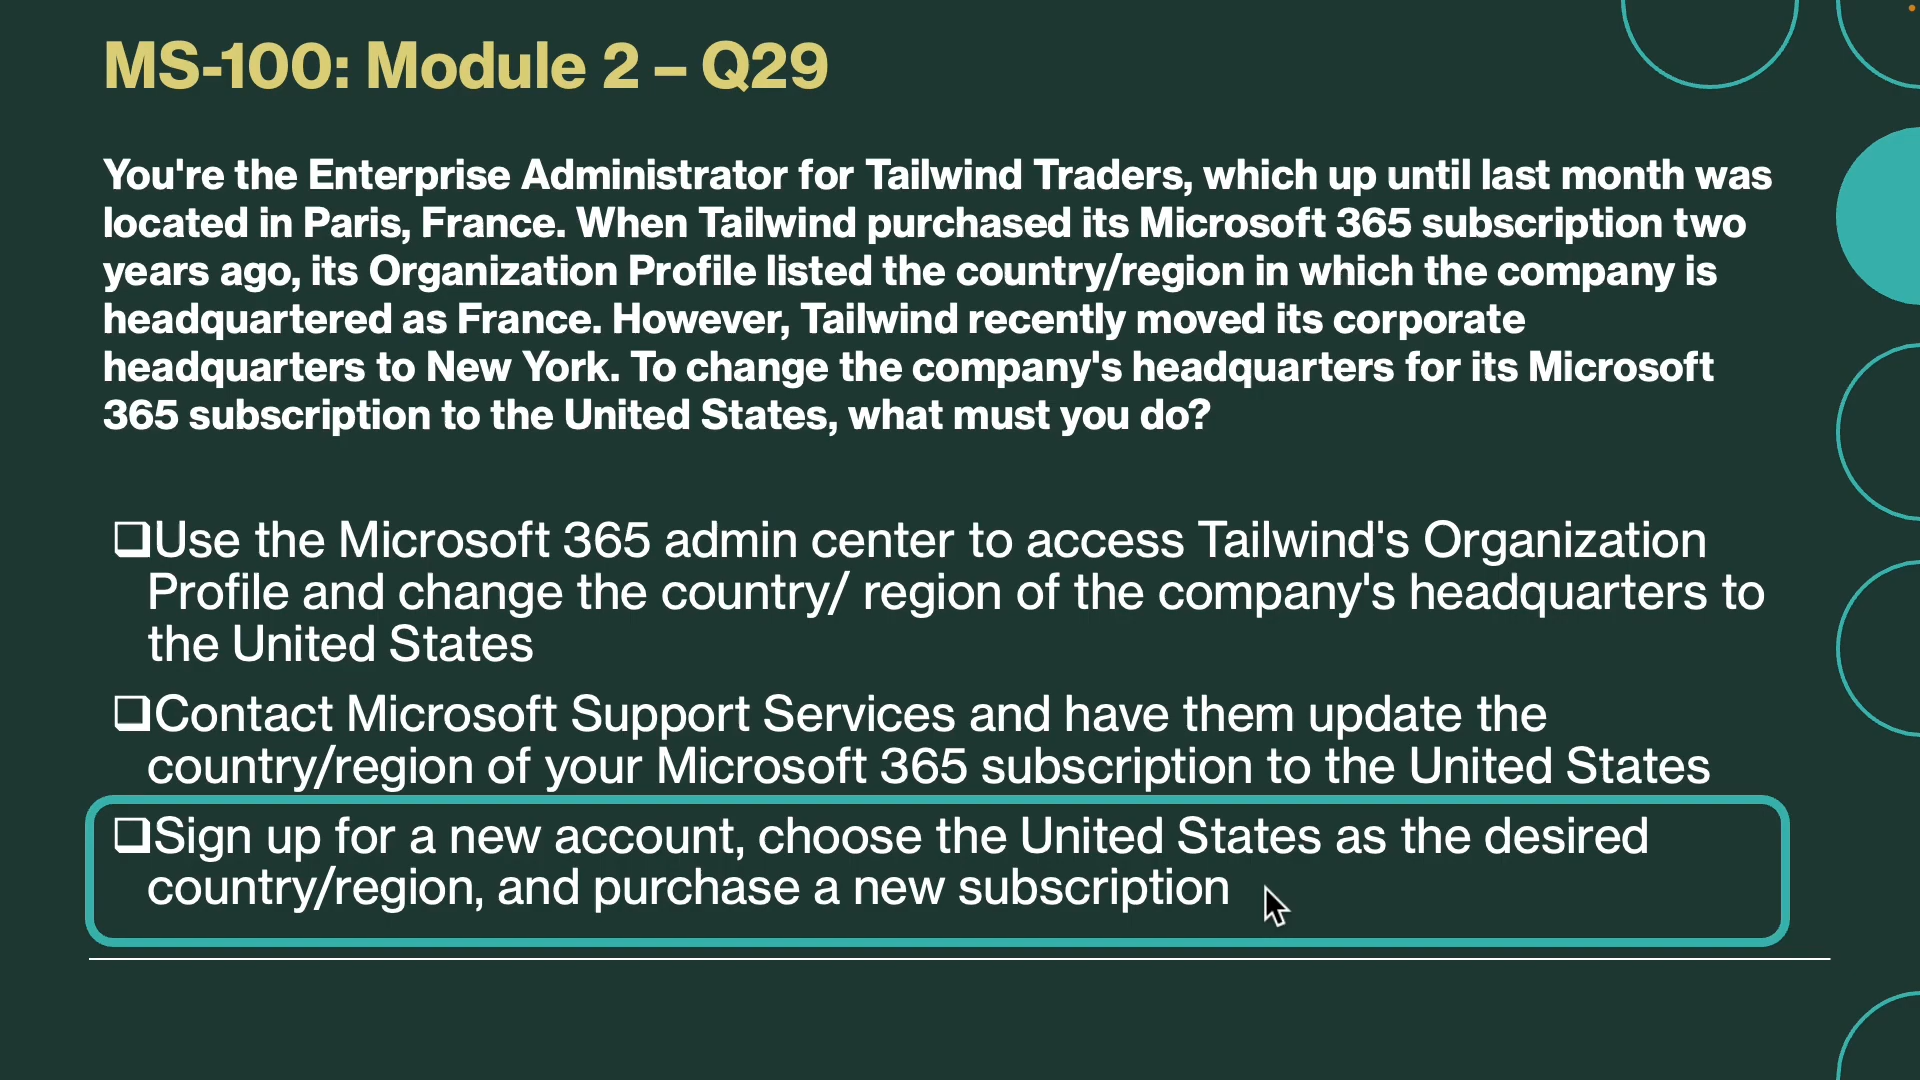 MS-100: Module 2 – Q29
You're the Enterprise Administrator for Tailwind Traders, which up until last month was
located in Paris, France. When Tailwind purchased its Microsoft 365 subscription two
years ago, its Organization Profile listed the country/region in which the company is
headquartered as France. However, Tailwind recently moved its corporate
headquarters to New York. To change the company's headquarters for its Microsoft
365 subscription to the United States, what must you do?
❑Use the Microsoft 365 admin center to access Tailwind's Organization
Profile and change the country/ region of the company's headquarters to
the United States
❑Contact Microsoft Support Services and have them update the
country/region of your Microsoft 365 subscription to the United States
❑Sign up for a new account, choose the United States as the desired
country/region, and purchase a new subscription